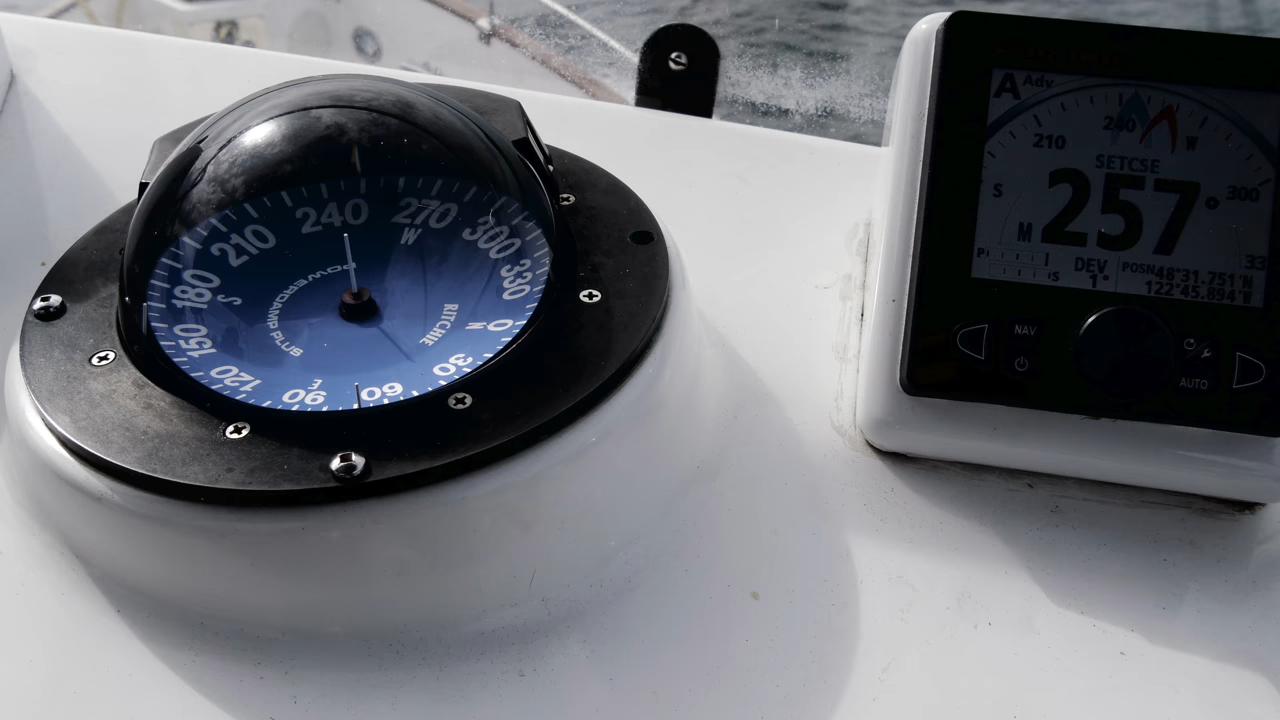 240
270
W
300
330
0
N
30
60
90
E
120
150
180
S
210
POWERDAMP PLUS
RITCHIE
A Adv
240
210
W
SETCSE
S
300
M 257°
33
P
S
DEV
1°
POSN 48°31.751'N
122°45.894'W
NAV
AUTO